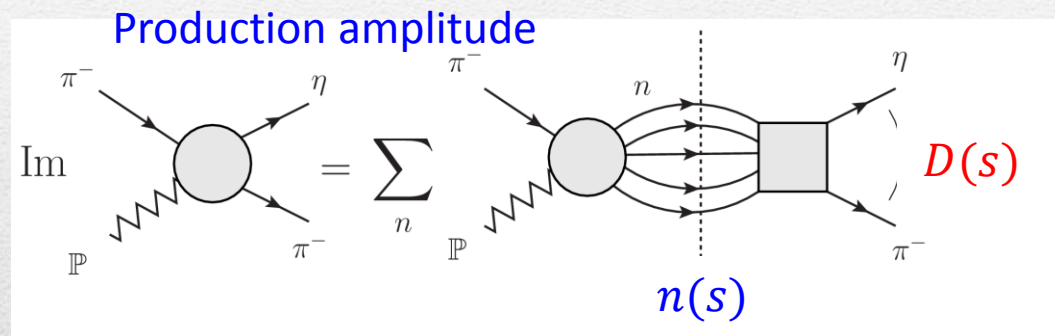 Production amplitude
π⁻ η π⁻ n η
Im = ∑ D(s)
n
ℙ π⁻ ℙ π⁻
n(s)